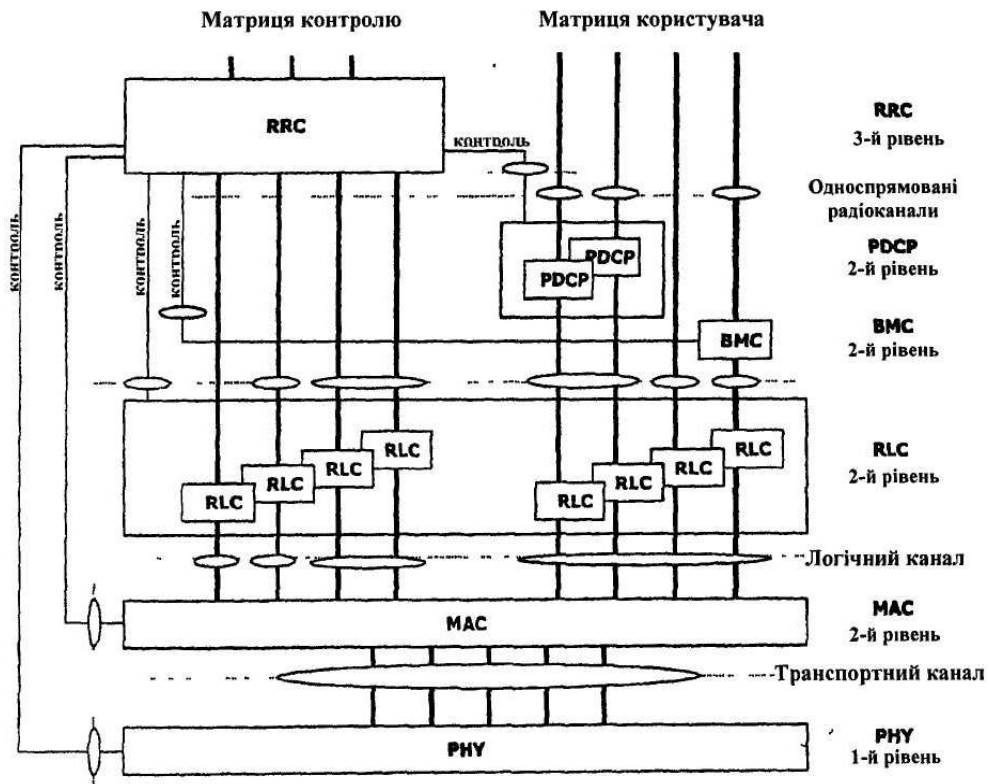 Матриця контролю
Матриця користувача
RRC
RRC
3-й рівень
контроль
Односпрямовані
радіоканали
контроль
контроль
контроль
контроль
PDCP
PDCP
PDCP
2-й рівень
BMC
BMC
2-й рівень
RLC
RLC
RLC
RLC
RLC
RLC
RLC
RLC
RLC
2-й рівень
Логічний канал
MAC
MAC
2-й рівень
Транспортний канал
PHY
PHY
1-й рівень